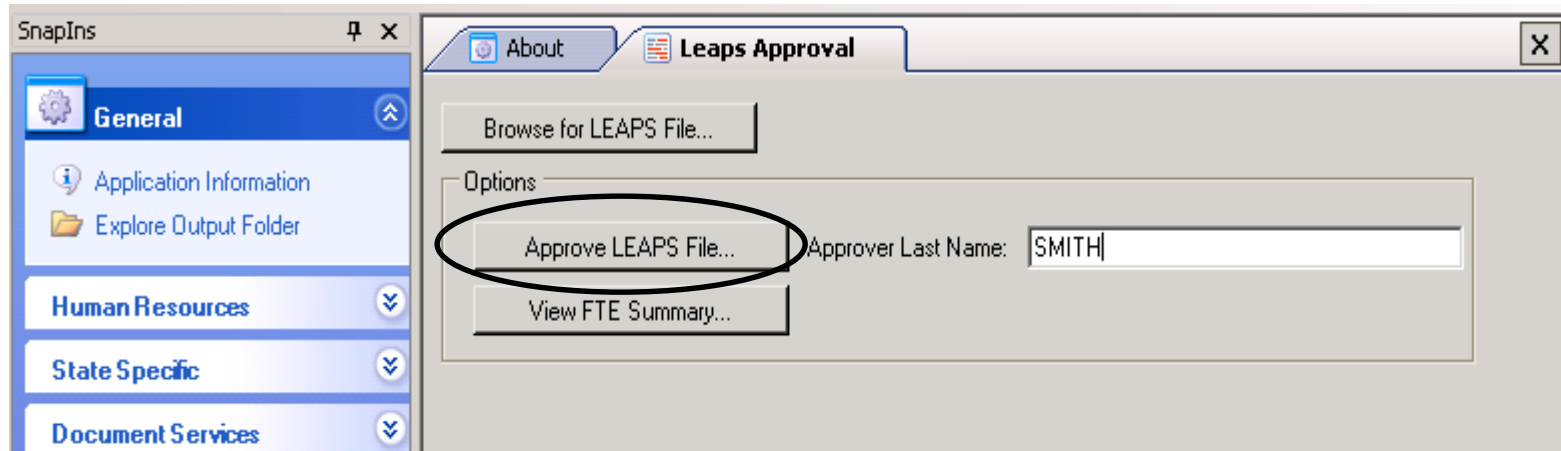 SnapIns
General
Application Information
Explore Output Folder
Human Resources
State Specific
Document Services
About
Leaps Approval
Browse for LEAPS File...
Options
Approve LEAPS File...
Approver Last Name:
SMITH
View FTE Summary...